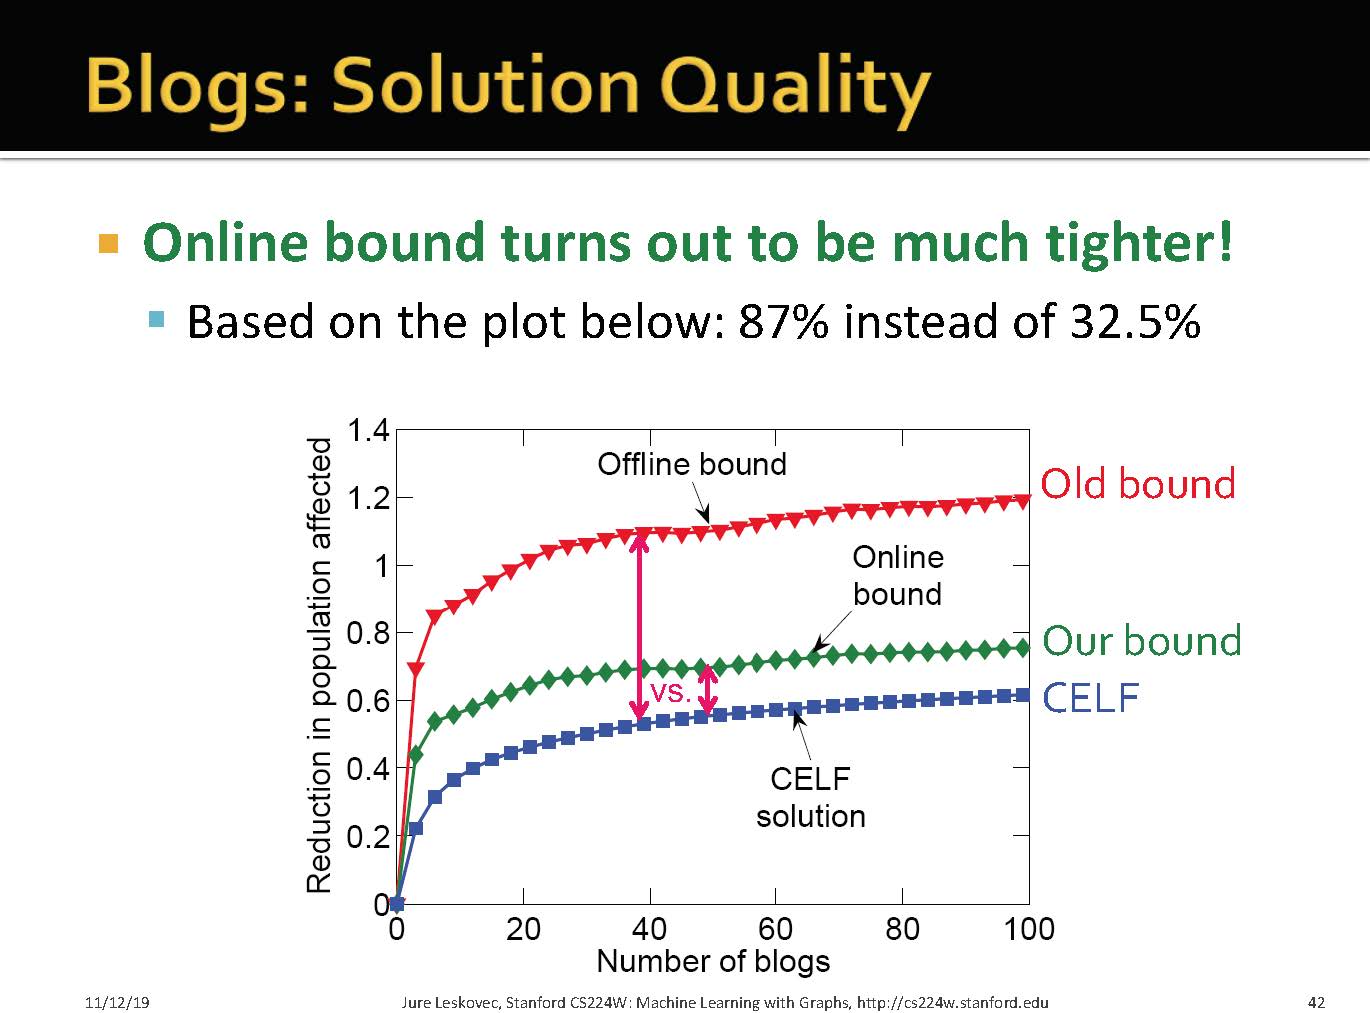 Blogs: Solution Quality
Online bound turns out to be much tighter!
Based on the plot below: 87% instead of 32.5%
Reduction in population affected
1.4
1.2
1
0.8
0.6
0.4
0.2
0
Offline bound
Online
bound
vs.
CELF
solution
Old bound
Our bound
CELF
0
20
40
60
80
100
Number of blogs
11/12/19
Jure Leskovec, Stanford CS224W: Machine Learning with Graphs, http://cs224w.stanford.edu
42